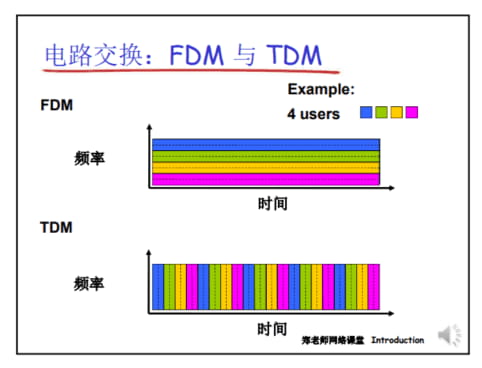 电路交换：FDM 与 TDM
Example:
FDM
4 users
频率
时间
TDM
频率
时间
郑老师网络课堂 Introduction